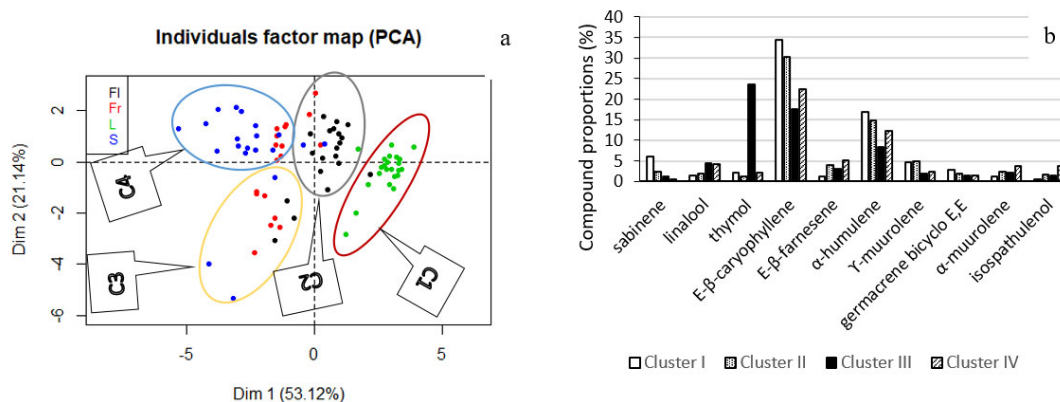 Individuals factor map (PCA)
a
Fl
Fr
L
S
Dim 2 (21.14%)
2
0
-2
-4
-6
C4
C3
C2
C1
-5
0
5
Dim 1 (53.12%)
b
Compound proportions (%)
40
35
30
25
20
15
10
5
0
sabinene
linalool
thymol
E-β-caryophyllene
E-β-farnesene
α-humulene
ϒ-muurolene
germacrene bicyclo E,E
α-muurolene
isospathulenol
Cluster I
Cluster II
Cluster III
Cluster IV